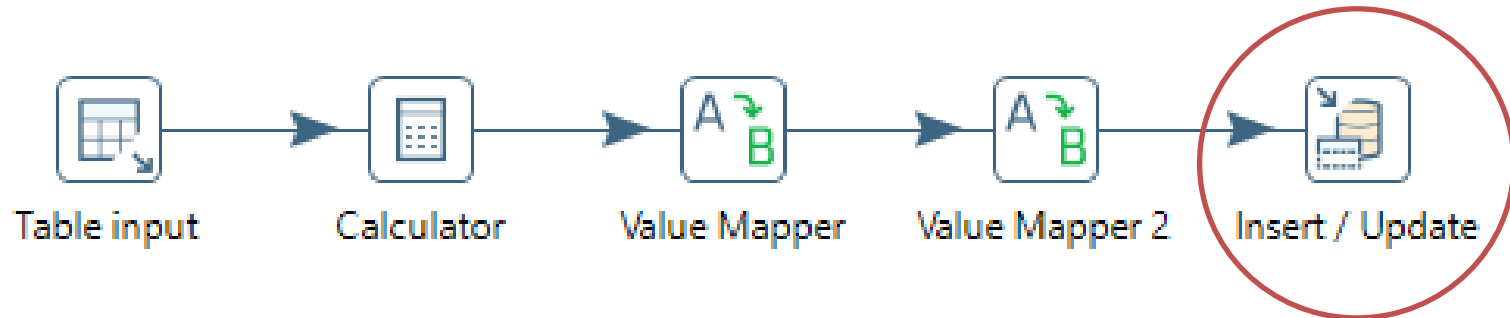 A B
A B
Table input
Calculator
Value Mapper
Value Mapper 2
Insert / Update